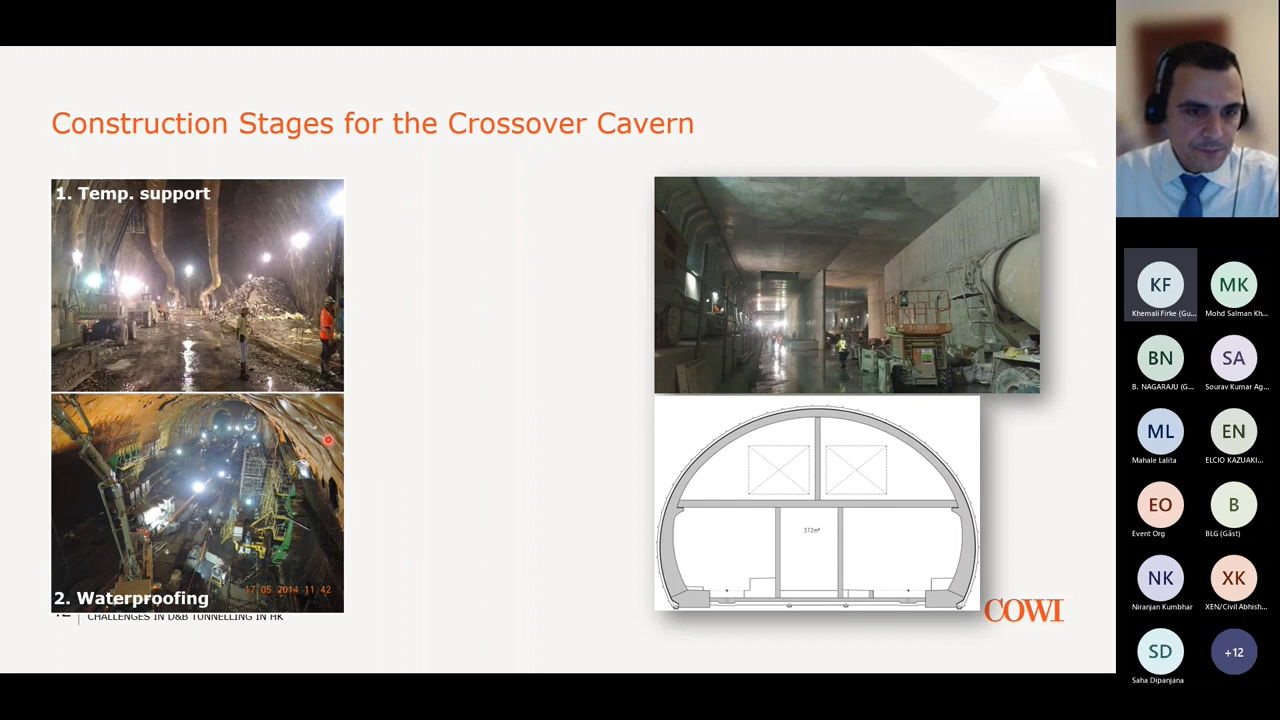 Construction Stages for the Crossover Cavern
1. Temp. support
17-05-2014 11:42
2. Waterproofing
CHALLENGES IN D&B TUNNELLING IN HK
372m²
COWI
KF
Khemali Firke (Gu...
MK
Mohd Salman Kh...
BN
B. NAGARAJU (G...
SA
Sourav Kumar Ag...
ML
Mahale Lalita
EN
ELCIO KAZUAKI...
EO
Event Org
B
BLG (Gäst)
NK
Niranjan Kumbhar
XK
XEN/Civil Abhish...
SD
Saha Dipanjana
+12